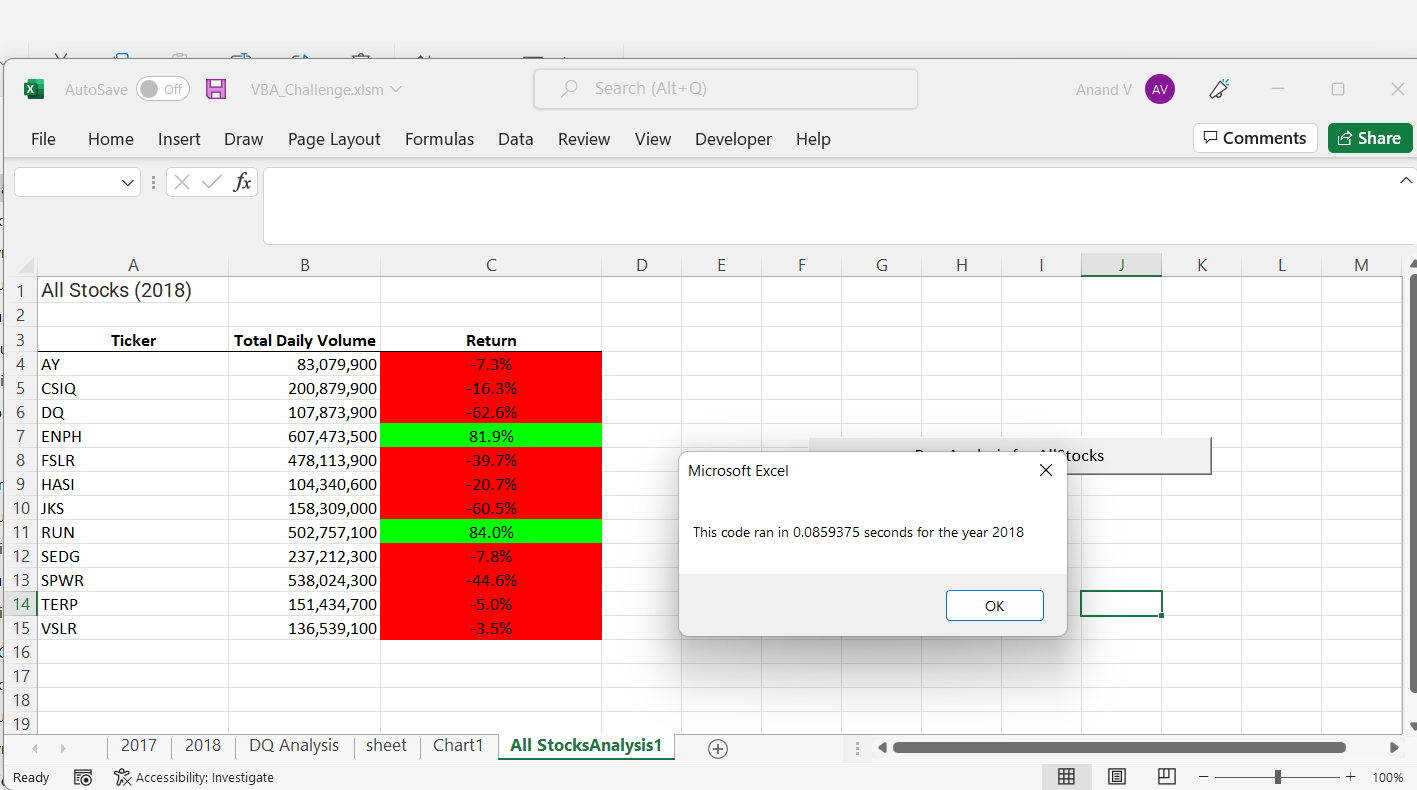 AutoSave Off VBA_Challenge.xlsm Search (Alt+Q) Anand V AV
File Home Insert Draw Page Layout Formulas Data Review View Developer Help Comments Share
fx
A B C D E F G H I J K L M
1 All Stocks (2018)
2
3 Ticker Total Daily Volume Return
4 AY 83,079,900 -7.3%
5 CSIQ 200,879,900 -16.3%
6 DQ 107,873,900 -62.6%
7 ENPH 607,473,500 81.9%
8 FSLR 478,113,900 -39.7%
9 HASI 104,340,600 -20.7%
10 JKS 158,309,000 -60.5%
11 RUN 502,757,100 84.0%
12 SEDG 237,212,300 -7.8%
13 SPWR 538,024,300 -44.6%
14 TERP 151,434,700 -5.0%
15 VSLR 136,539,100 -3.5%
16
17
18
19
Microsoft Excel
This code ran in 0.0859375 seconds for the year 2018
OK
2017 2018 DQ Analysis sheet Chart1 All StocksAnalysis1
Ready Accessibility: Investigate 100%